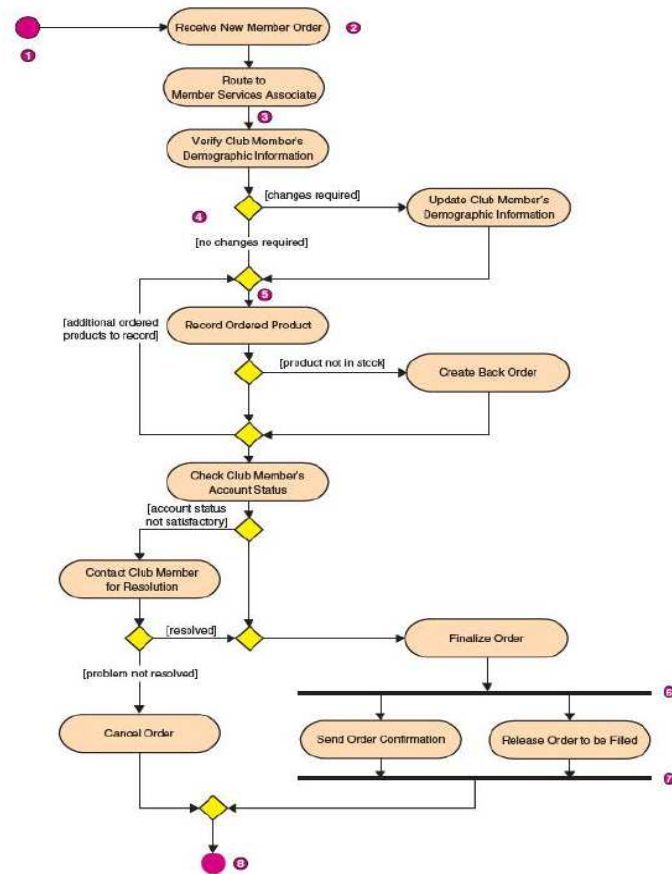 Receive New Member Order
2
1
Route to
Member Services Associate
3
Verify Club Member's
Demographic Information
[changes required]
Update Club Member's
Demographic Information
4
[no changes required]
5
[additional ordered
products to record]
Record Ordered Product
[product not in stock]
Create Back Order
Check Club Member's
Account Status
[account status
not satisfactory]
Contact Club Member
for Resolution
[resolved]
Finalize Order
[problem not resolved]
6
Cancel Order
Send Order Confirmation
Release Order to be Filled
7
8